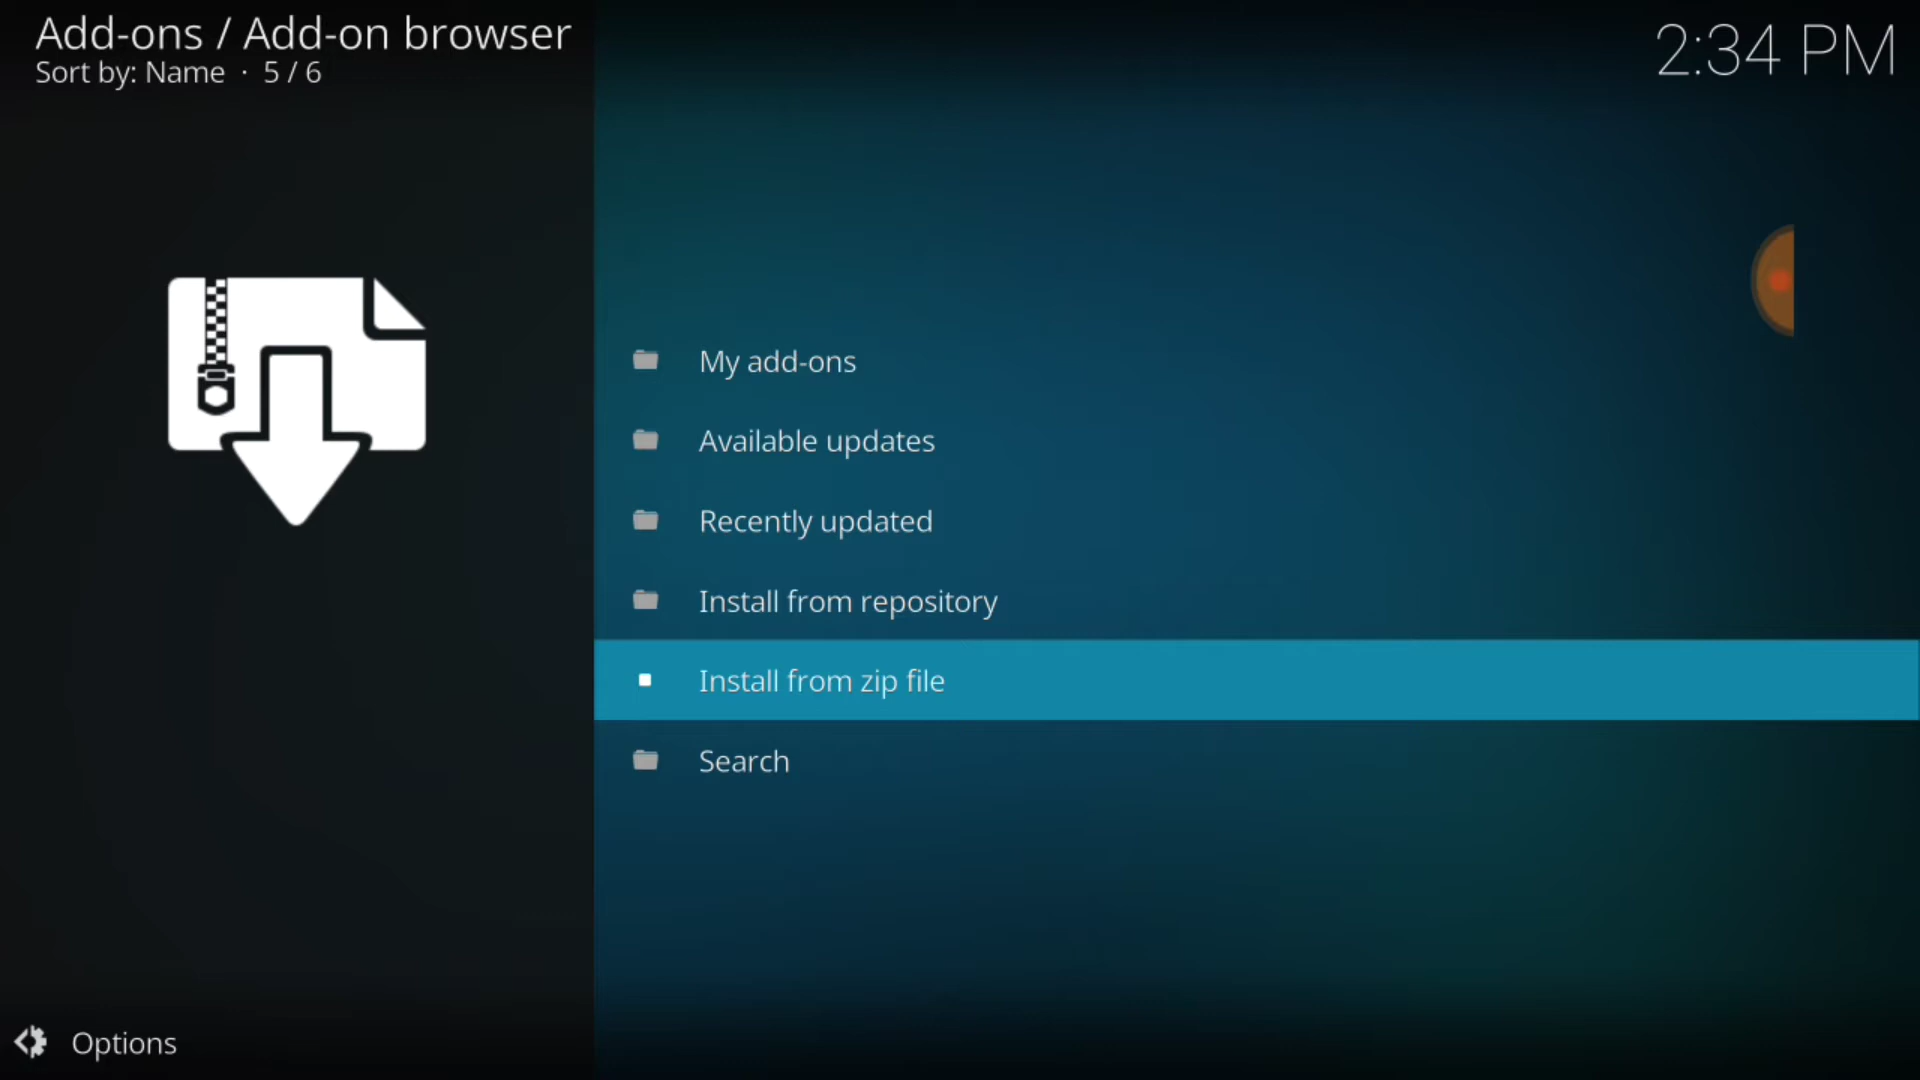 Add-ons / Add-on browser
Sort by: Name · 5 / 6
2:34 PM
My add-ons
Available updates
Recently updated
Install from repository
Install from zip file
Search
Options